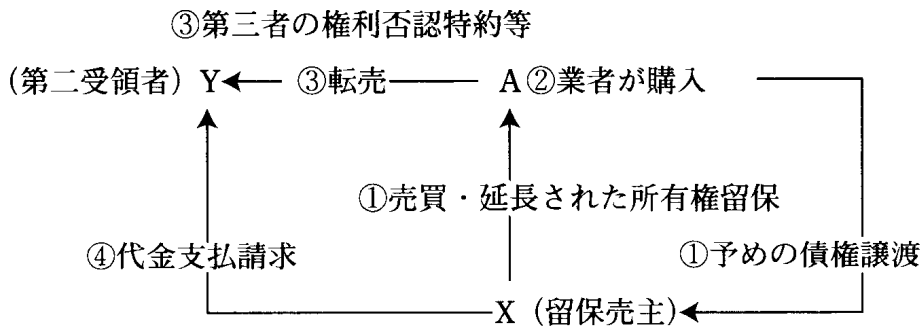 ③第三者の権利否認特約等
(第二受領者) Y ③転売 A ②業者が購入
①売買・延長された所有権留保
④代金支払請求 ①予めの債権譲渡
X (留保売主)